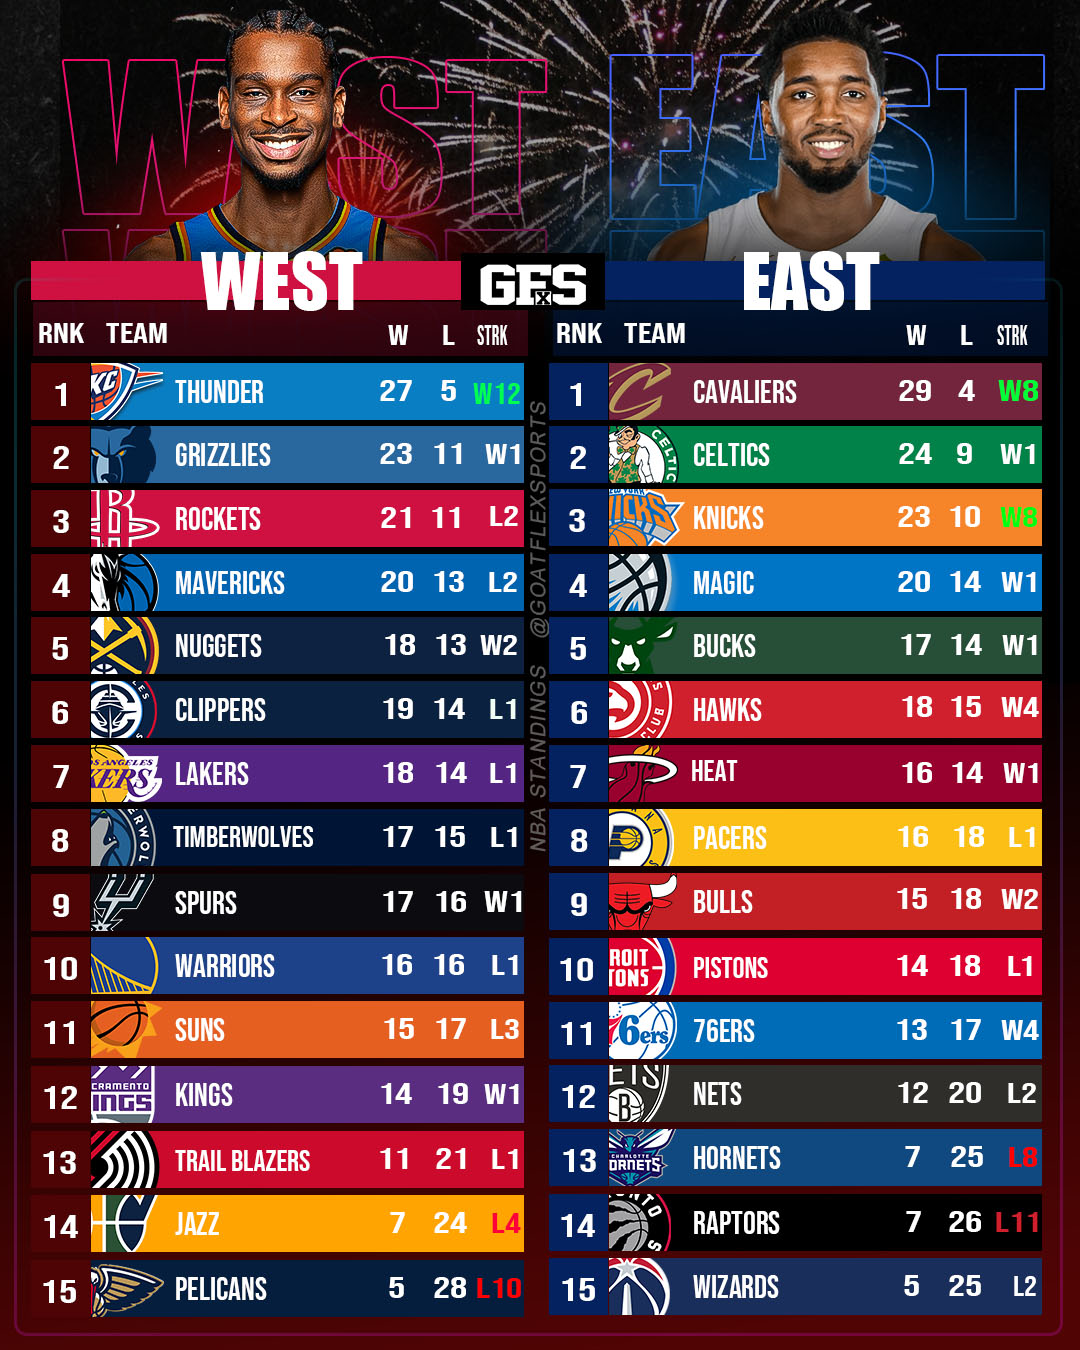 WEST EAST
WEST GFxS EAST
RNK TEAM W L STRK RNK TEAM W L STRK
1 THUNDER 27 5 W12 1 CAVALIERS 29 4 W8
2 GRIZZLIES 23 11 W1 2 CELTICS 24 9 W1
3 ROCKETS 21 11 L2 3 KNICKS 23 10 W8
4 MAVERICKS 20 13 L2 4 MAGIC 20 14 W1
5 NUGGETS 18 13 W2 5 BUCKS 17 14 W1
6 CLIPPERS 19 14 L1 6 HAWKS 18 15 W4
7 LAKERS 18 14 L1 7 HEAT 16 14 W1
8 TIMBERWOLVES 17 15 L1 8 PACERS 16 18 L1
9 SPURS 17 16 W1 9 BULLS 15 18 W2
10 WARRIORS 16 16 L1 10 PISTONS 14 18 L1
11 SUNS 15 17 L3 11 76ERS 13 17 W4
12 KINGS 14 19 W1 12 NETS 12 20 L2
13 TRAIL BLAZERS 11 21 L1 13 HORNETS 7 25 L8
14 JAZZ 7 24 L4 14 RAPTORS 7 26 L11
15 PELICANS 5 28 L10 15 WIZARDS 5 25 L2
NBA STANDINGS @GOATFLEXSPORTS